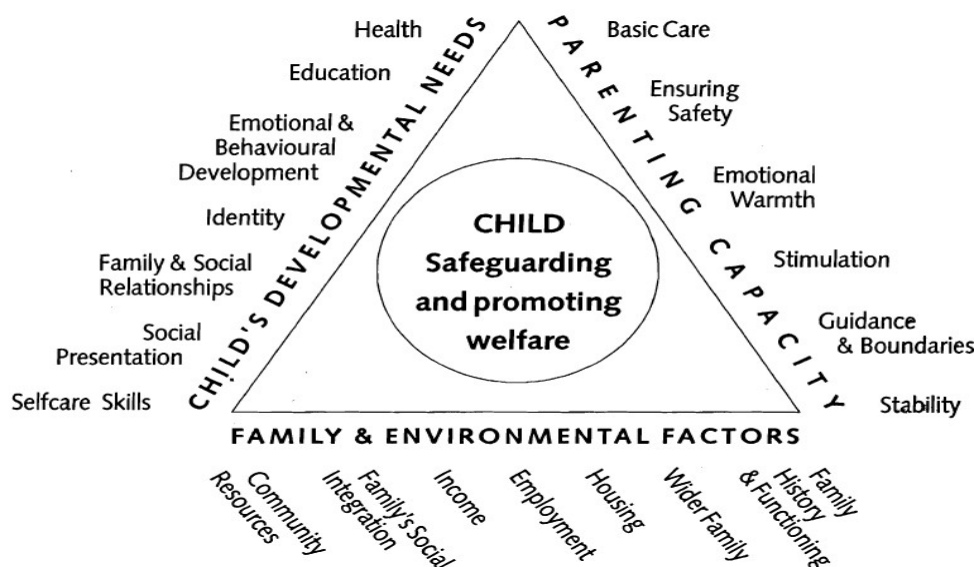 Health
Education
Emotional &
Behavioural
Development
Identity
Family & Social
Relationships
Social
Presentation
Selfcare Skills
CHILD'S DEVELOPMENTAL NEEDS
CHILD
Safeguarding
and promoting
welfare
PARENTING CAPACITY
Basic Care
Ensuring
Safety
Emotional
Warmth
Stimulation
Guidance
& Boundaries
Stability
FAMILY & ENVIRONMENTAL FACTORS
Community
Resources
Family's Social
Integration
Income
Employment
Housing
Wider Family
Family
History
& Functioning